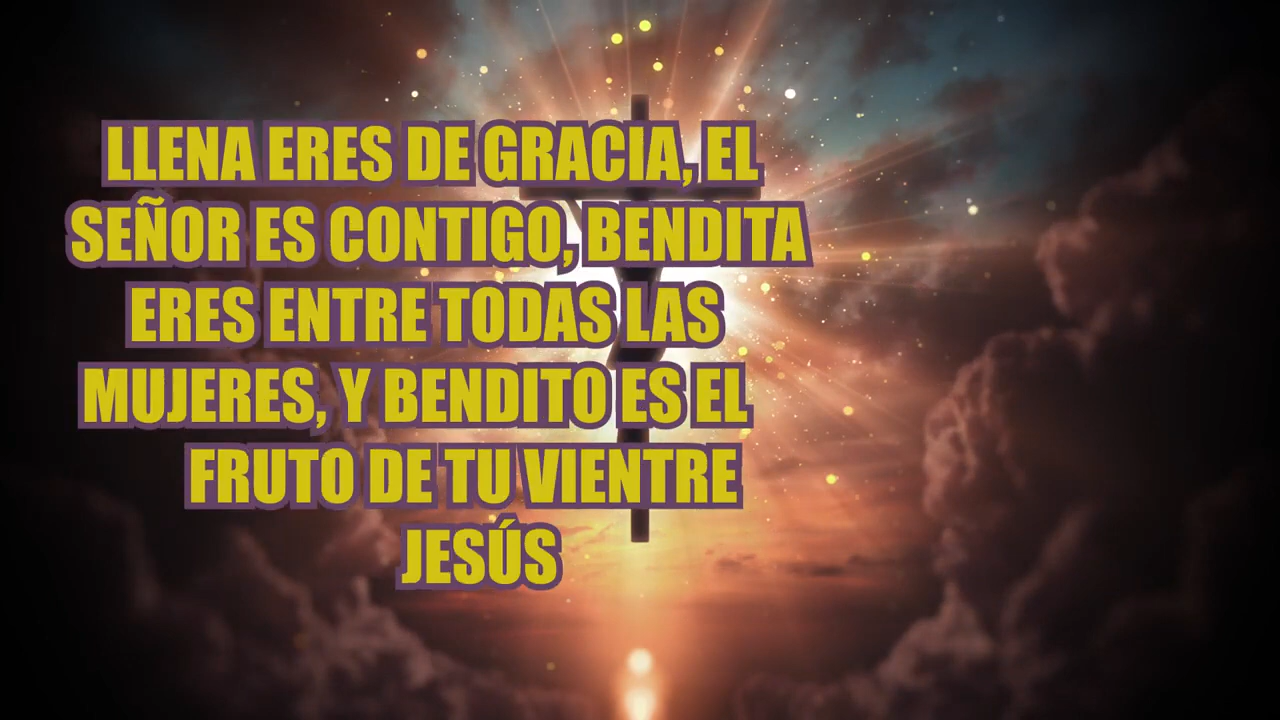 LLENA ERES DE GRACIA, EL
SEÑOR ES CONTIGO, BENDITA
ERES ENTRE TODAS LAS
MUJERES, Y BENDITO ES EL
FRUTO DE TU VIENTRE
JESÚS